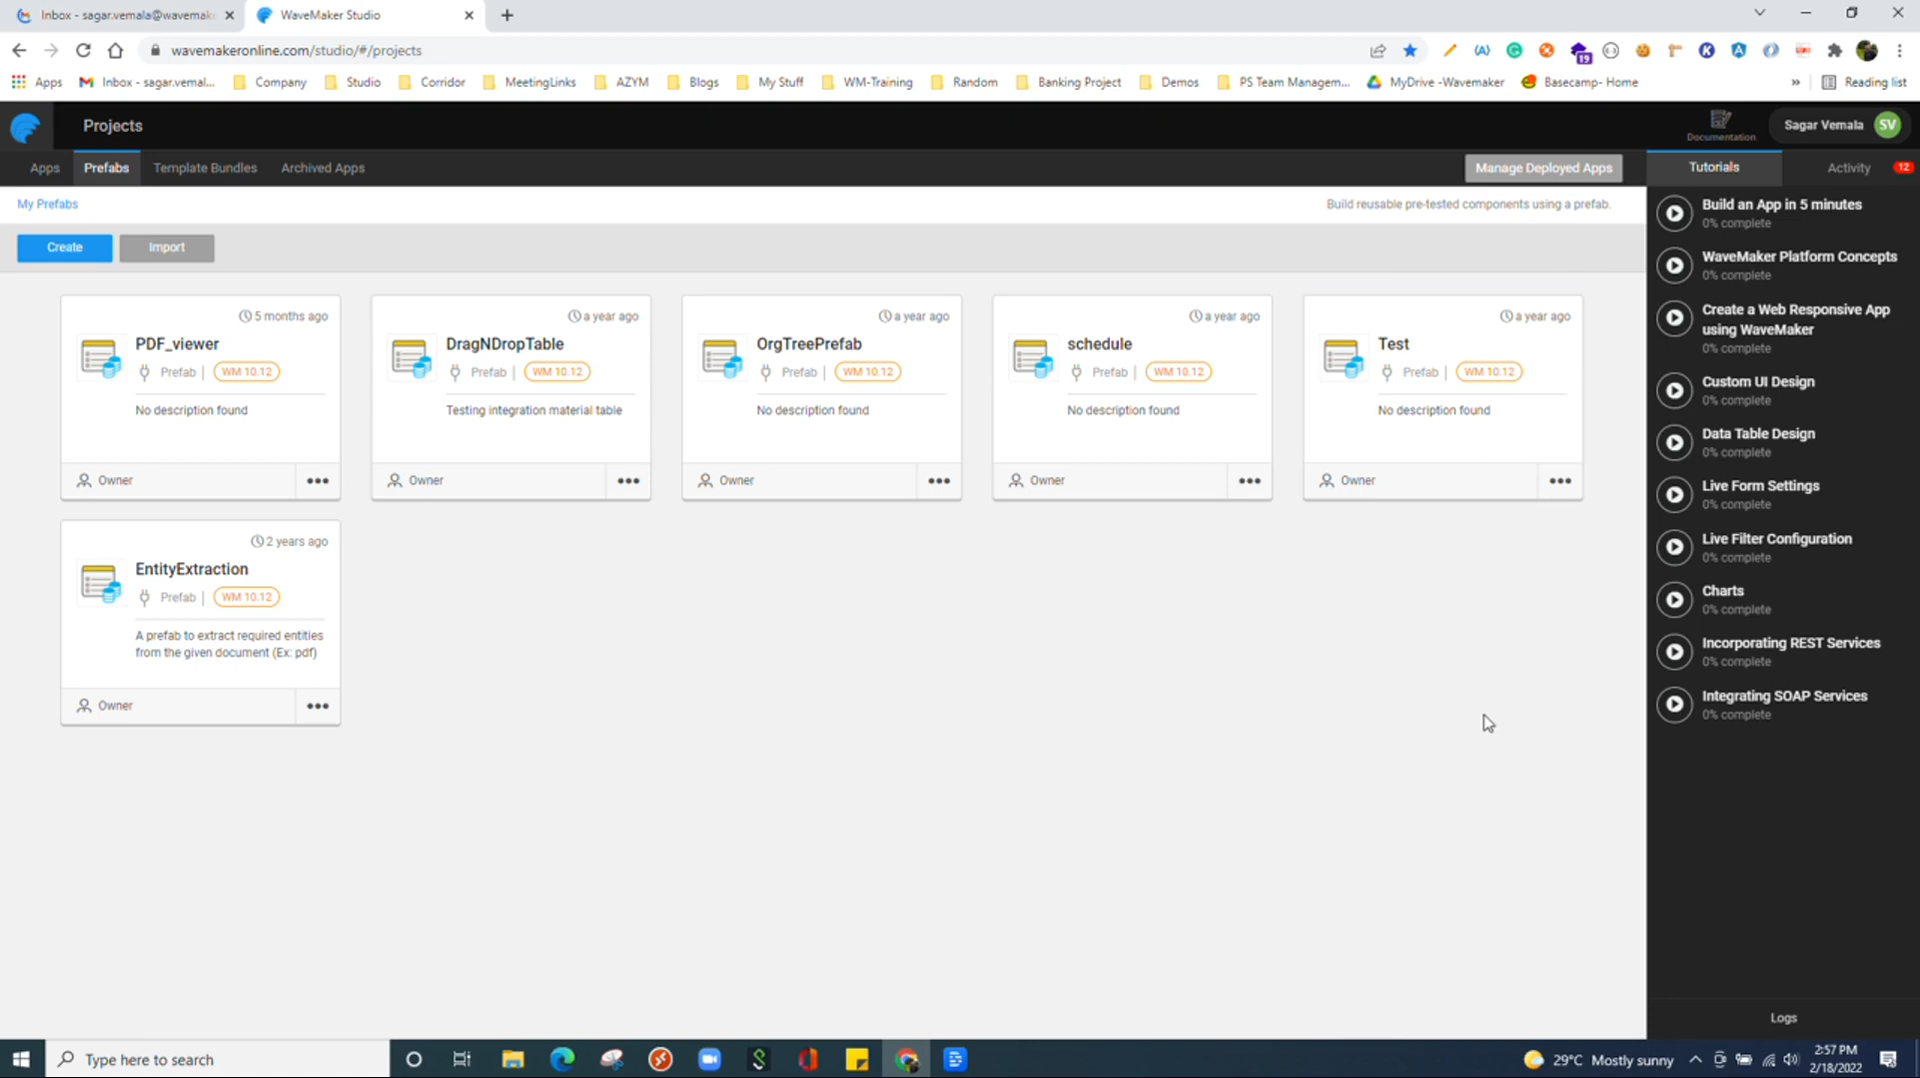 Inbox - sagar.vemala@wavemak
WaveMaker Studio
wavemakeronline.com/studio/#/projects
19
Apps
Inbox - sagar.vemal...
Company
Studio
Corridor
MeetingLinks
AZYM
Blogs
My Stuff
WM-Training
Random
Banking Project
Demos
PS Team Managem...
MyDrive -Wavemaker
Basecamp- Home
»
Reading list
Projects
Documentation
Sagar Vemala SV
Apps
Prefabs
Template Bundles
Archived Apps
Manage Deployed Apps
Tutorials
Activity 12
My Prefabs
Build reusable pre-tested components using a prefab.
Create
Import
5 months ago
PDF_viewer
Prefab | WM 10.12
No description found
Owner
a year ago
DragNDropTable
Prefab | WM 10.12
Testing integration material table
Owner
a year ago
OrgTreePrefab
Prefab | WM 10.12
No description found
Owner
a year ago
schedule
Prefab | WM 10.12
No description found
Owner
a year ago
Test
Prefab | WM 10.12
No description found
Owner
2 years ago
EntityExtraction
Prefab | WM 10.12
A prefab to extract required entities
from the given document (Ex: pdf)
Owner
Build an App in 5 minutes
0% complete
WaveMaker Platform Concepts
0% complete
Create a Web Responsive App
using WaveMaker
0% complete
Custom UI Design
0% complete
Data Table Design
0% complete
Live Form Settings
0% complete
Live Filter Configuration
0% complete
Charts
0% complete
Incorporating REST Services
0% complete
Integrating SOAP Services
0% complete
Logs
Type here to search
29°C Mostly sunny
2:57 PM
2/18/2022